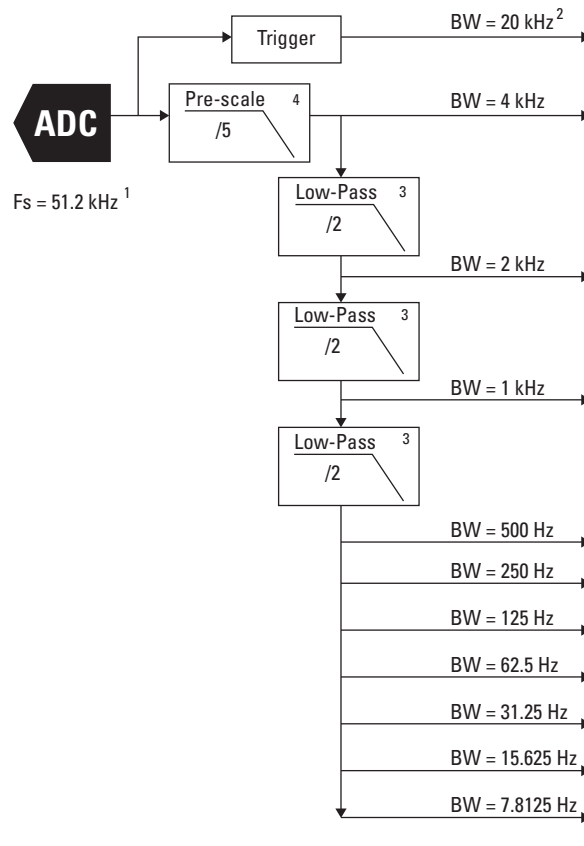 BW = 20 kHz 2
Trigger
Pre-scale 4
/5
BW = 4 kHz
ADC
Fs = 51.2 kHz 1
Low-Pass 3
/2
BW = 2 kHz
Low-Pass 3
/2
BW = 1 kHz
Low-Pass 3
/2
BW = 500 Hz
BW = 250 Hz
BW = 125 Hz
BW = 62.5 Hz
BW = 31.25 Hz
BW = 15.625 Hz
BW = 7.8125 Hz